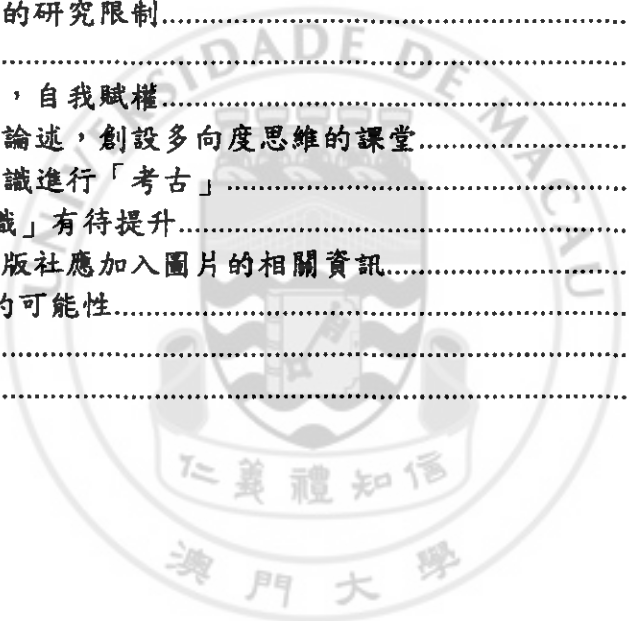 的研究限制..........
..........
，自我賦權..........
論述，創設多向度思維的課堂..........
識進行「考古」..........
識」有待提升..........
版社應加入圖片的相關資訊..........
的可能性..........
..........
..........
UNIVERSIDADE DE MACAU
仁義禮知信
澳門大學